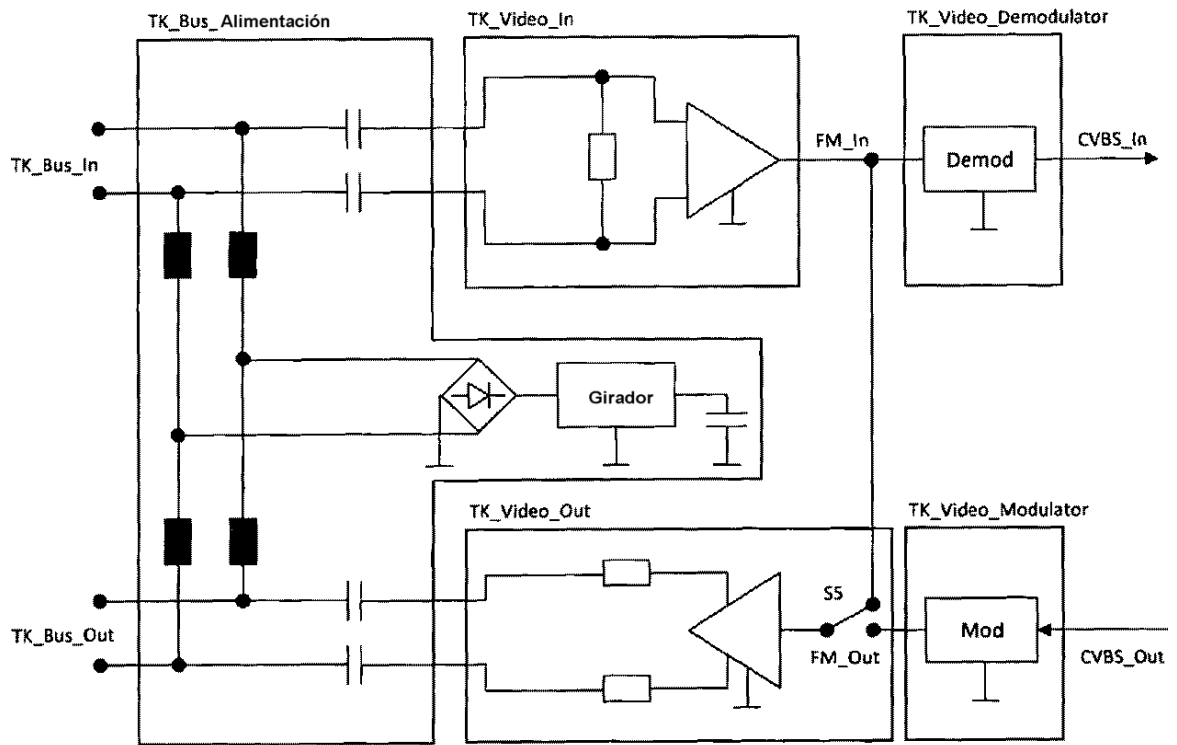 TK_Bus_Alimentación
TK_Video_In
TK_Video_Demodulator
TK_Bus_In
FM_In
Demod
CVBS_In
Girador
TK_Video_Out
TK_Video_Modulator
S5
TK_Bus_Out
FM_Out
Mod
CVBS_Out